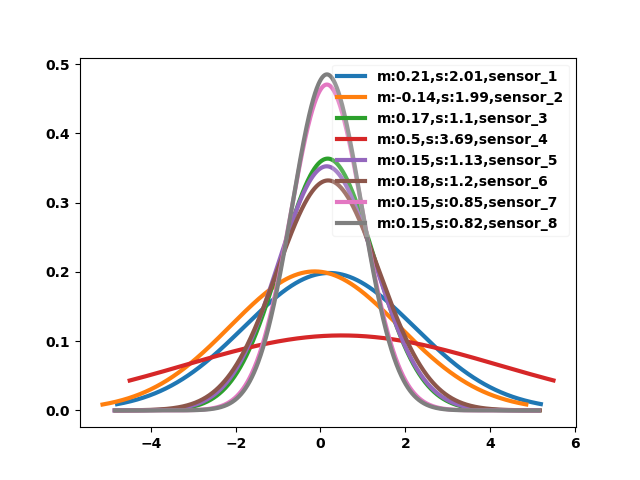 0.5
0.4
0.3
0.2
0.1
0.0
−4
−2
0
2
4
6
m:0.21,s:2.01,sensor_1
m:-0.14,s:1.99,sensor_2
m:0.17,s:1.1,sensor_3
m:0.5,s:3.69,sensor_4
m:0.15,s:1.13,sensor_5
m:0.18,s:1.2,sensor_6
m:0.15,s:0.85,sensor_7
m:0.15,s:0.82,sensor_8